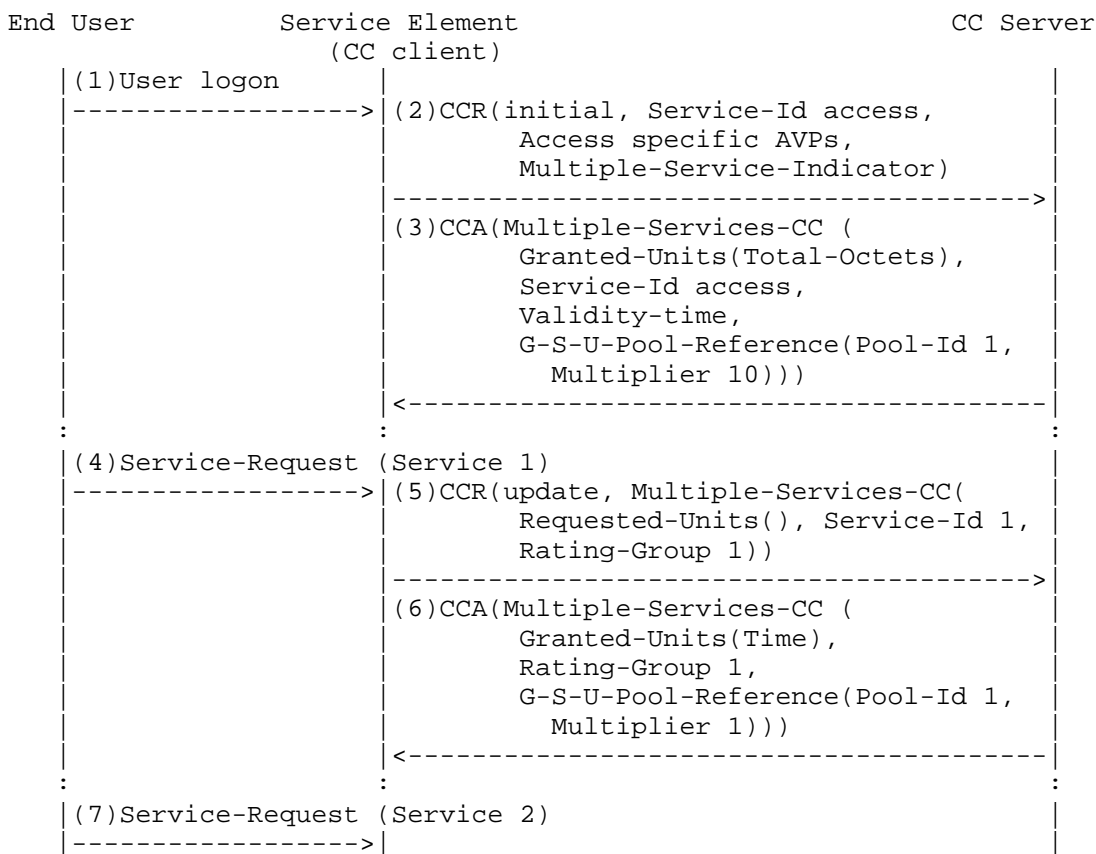 End User Service Element CC Server
(CC client)
(1)User logon
(2)CCR(initial, Service-Id access,
Access specific AVPs,
Multiple-Service-Indicator)
(3)CCA(Multiple-Services-CC (
Granted-Units(Total-Octets),
Service-Id access,
Validity-time,
G-S-U-Pool-Reference(Pool-Id 1,
Multiplier 10)))
(4)Service-Request (Service 1)
(5)CCR(update, Multiple-Services-CC(
Requested-Units(), Service-Id 1,
Rating-Group 1))
(6)CCA(Multiple-Services-CC (
Granted-Units(Time),
Rating-Group 1,
G-S-U-Pool-Reference(Pool-Id 1,
Multiplier 1)))
(7)Service-Request (Service 2)